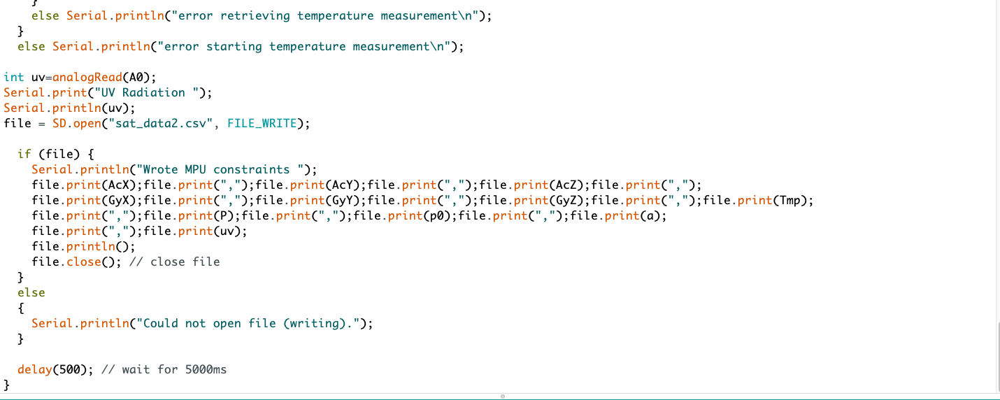 }
else Serial.println("error retrieving temperature measurement\n");
}
else Serial.println("error starting temperature measurement\n");
int uv=analogRead(A0);
Serial.print("UV Radiation ");
Serial.println(uv);
file = SD.open("sat_data2.csv", FILE_WRITE);
if (file) {
Serial.println("Wrote MPU constraints ");
file.print(AcX);file.print(",");file.print(AcY);file.print(",");file.print(AcZ);file.print(",");
file.print(GyX);file.print(",");file.print(GyY);file.print(",");file.print(GyZ);file.print(",");file.print(Tmp);
file.print(",");file.print(P);file.print(",");file.print(p0);file.print(",");file.print(a);
file.print(",");file.print(uv);
file.println();
file.close(); // close file
}
else
{
Serial.println("Could not open file (writing).");
}
delay(500); // wait for 5000ms
}